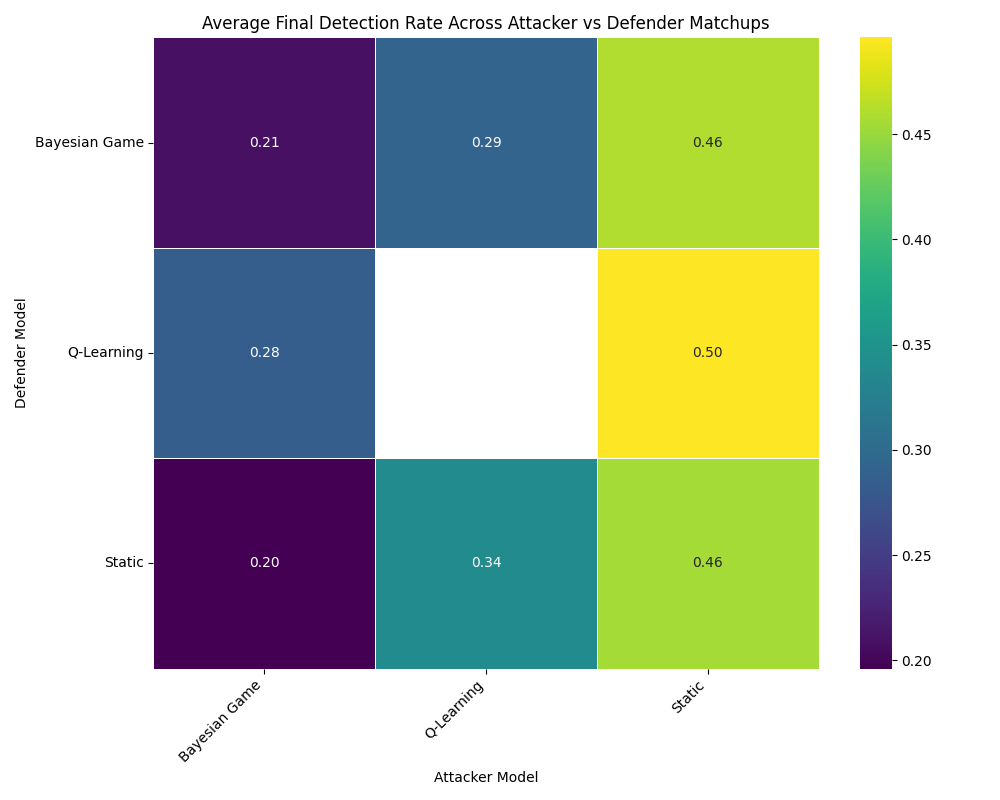 Average Final Detection Rate Across Attacker vs Defender Matchups
Defender Model
Bayesian Game
0.21
0.29
0.46
Q-Learning
0.28
0.50
Static
0.20
0.34
0.46
Bayesian Game
Q-Learning
Static
Attacker Model
0.45
0.40
0.35
0.30
0.25
0.20